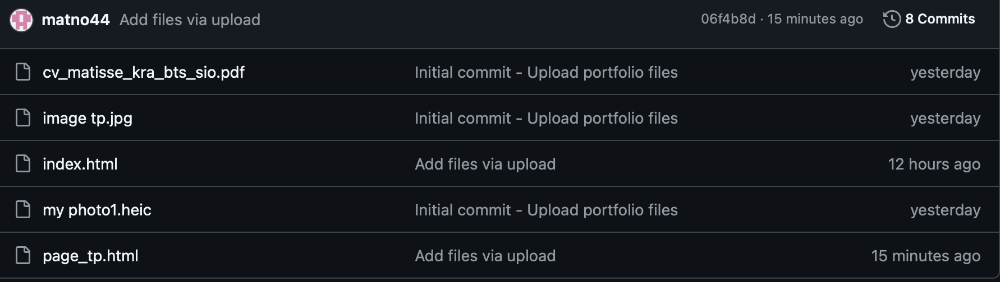 matno44 Add files via upload 06f4b8d · 15 minutes ago 8 Commits
cv_matisse_kra_bts_sio.pdf Initial commit - Upload portfolio files yesterday
image tp.jpg Initial commit - Upload portfolio files yesterday
index.html Add files via upload 12 hours ago
my photo1.heic Initial commit - Upload portfolio files yesterday
page_tp.html Add files via upload 15 minutes ago